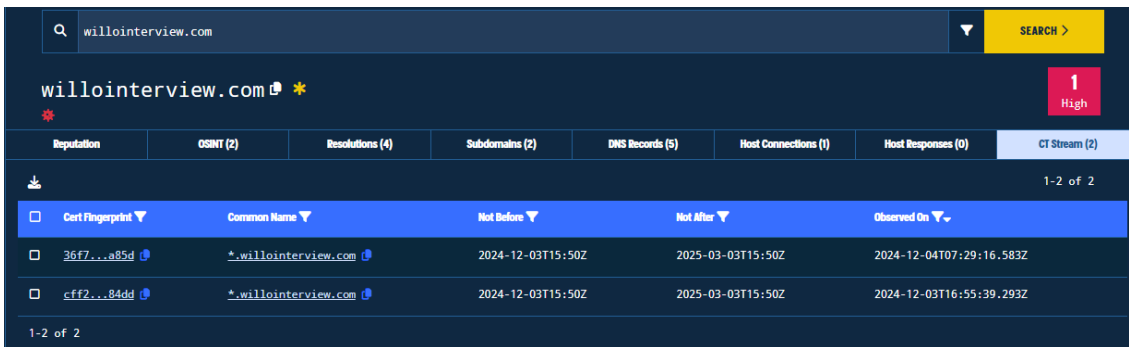 willointerview.com SEARCH
willointerview.com * 1
High
Reputation OSINT (2) Resolutions (4) Subdomains (2) DNS Records (5) Host Connections (1) Host Responses (0) CT Stream (2)
1-2 of 2
Cert Fingerprint Common Name Not Before Not After Observed On
36f7...a85d *.willointerview.com 2024-12-03T15:50Z 2025-03-03T15:50Z 2024-12-04T07:29:16.583Z
cff2...84dd *.willointerview.com 2024-12-03T15:50Z 2025-03-03T15:50Z 2024-12-03T16:55:39.293Z
1-2 of 2